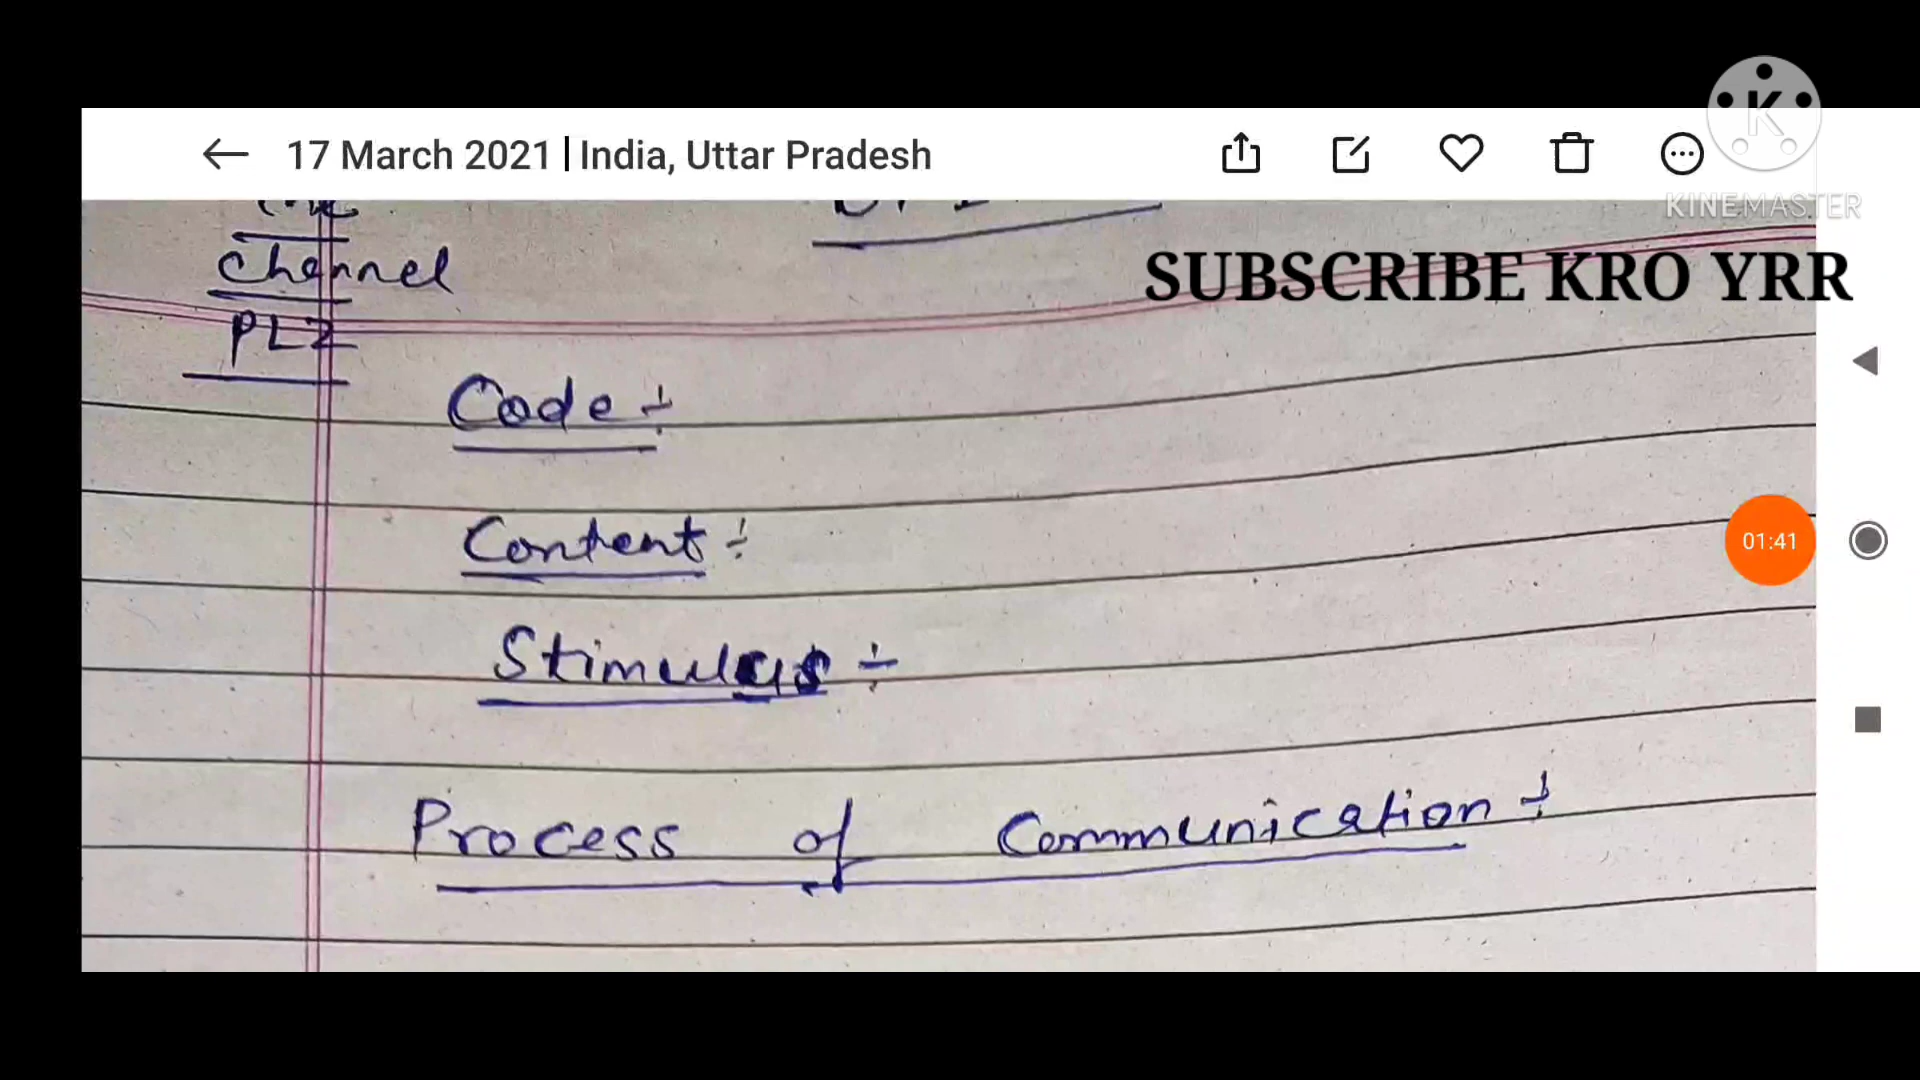 17 March 2021 | India, Uttar Pradesh
KINEMASTER
channel
SUBSCRIBE KRO YRR
PLZ
Code :-
Content :-
01:41
Stimulus :-
Process of Communication :-